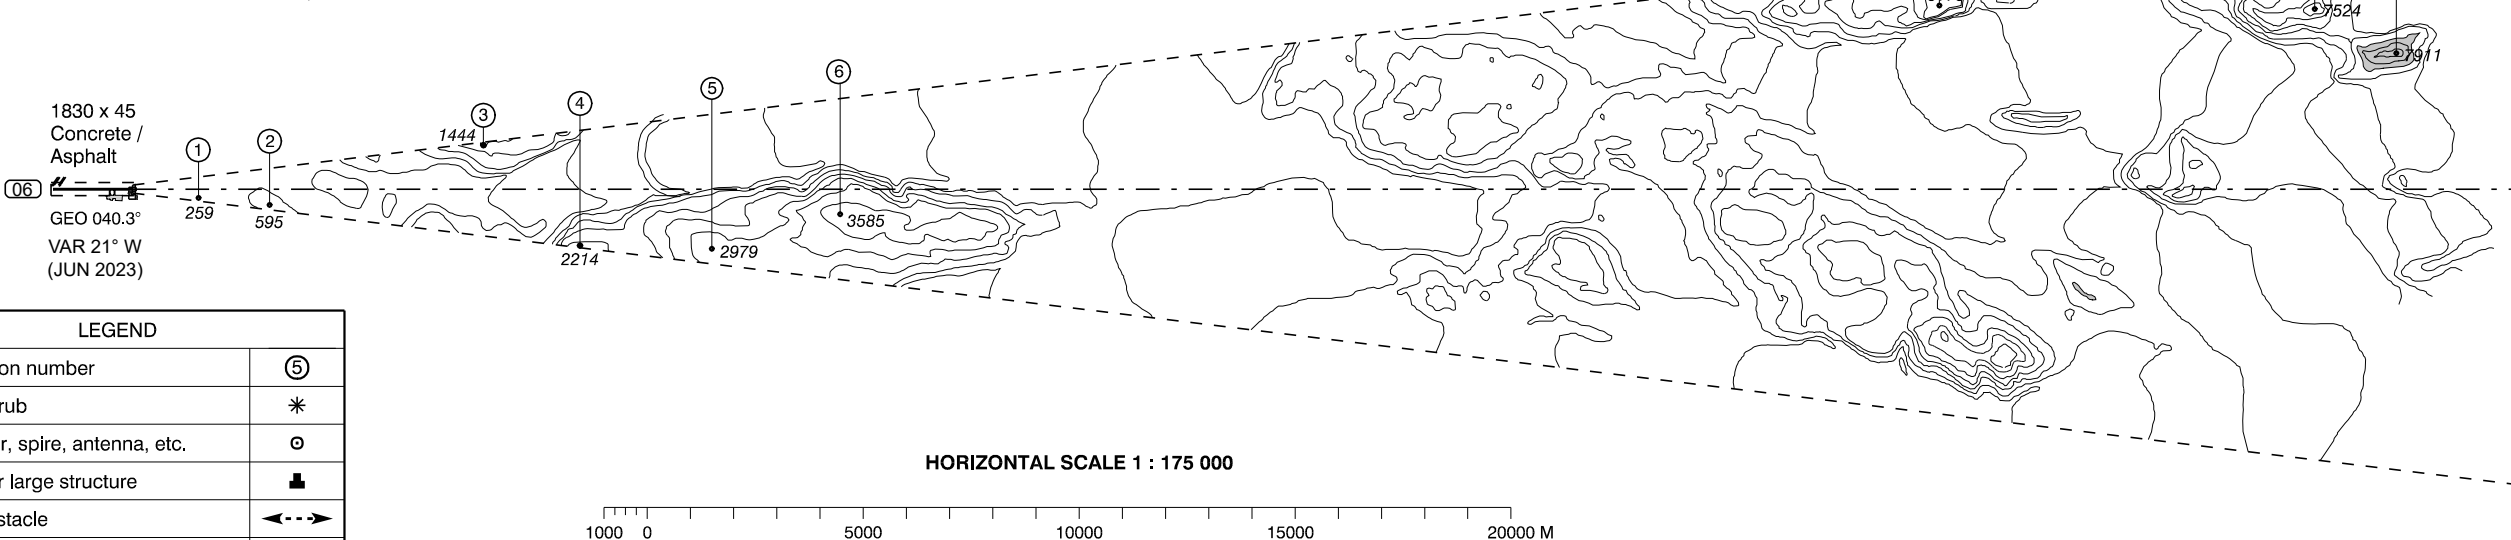 7524
7911
6
5
1830 x 45
Concrete /
Asphalt
1444
3
4
1
2
06
259
595
3585
2979
2214
GEO 040.3°
VAR 21° W
(JUN 2023)
LEGEND
on number 5
rub
r, spire, antenna, etc.
r large structure
stacle
HORIZONTAL SCALE 1 : 175 000
1000 0 5000 10000 15000 20000 M